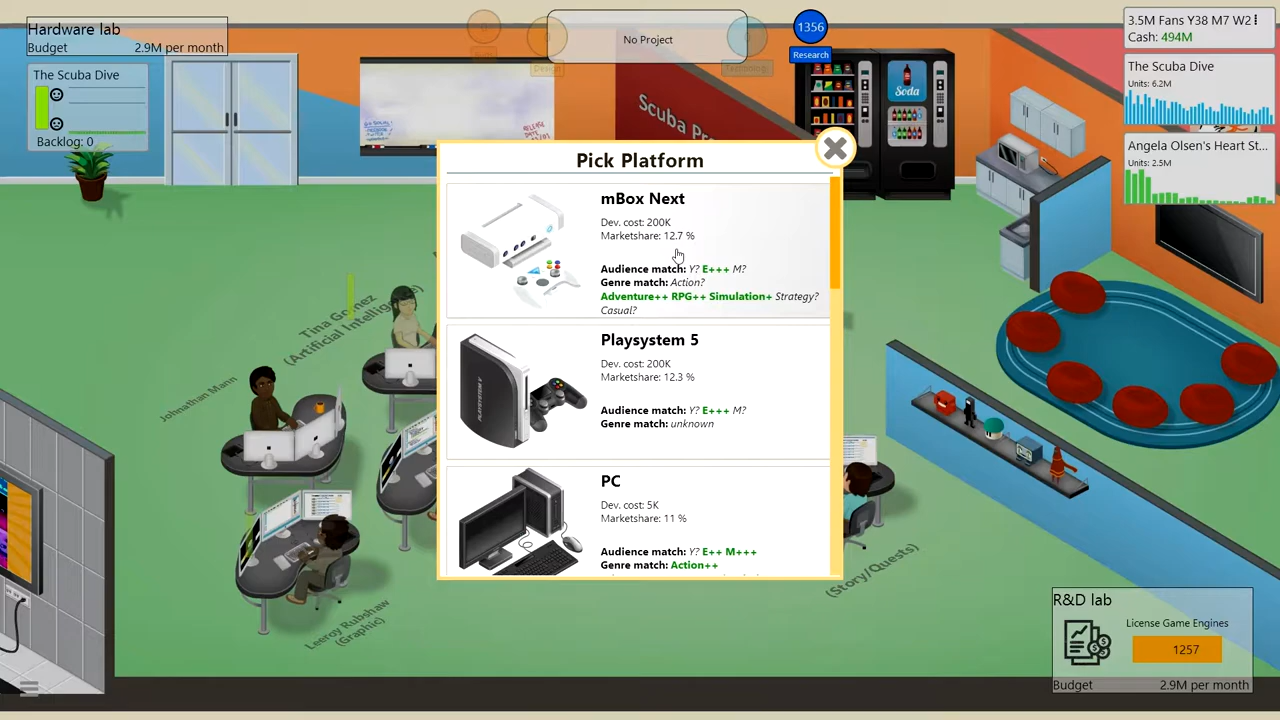 Hardware lab
Budget 2.9M per month
The Scuba Dive
Backlog: 0
No Project
1356
Research
3.5M Fans Y38 M7 W2
Cash: 494M
The Scuba Dive
Units: 6.2M
Angela Olsen's Heart St...
Units: 2.5M
Soda
RELEASE
Scuba Pr
Pick Platform
mBox Next
Dev. cost: 200K
Marketshare: 12.7 %
Audience match: Y? E+++ M?
Genre match: Action?
Adventure++ RPG++ Simulation+ Strategy?
Casual?
Playsystem 5
Dev. cost: 200K
Marketshare: 12.3 %
Audience match: Y? E+++ M?
Genre match: unknown
PC
Dev. cost: 5K
Marketshare: 11 %
Audience match: Y? E++ M+++
Genre match: Action++
Tina Gonez
(Artificial Intelligence)
Johnathan Mann
Leeroy Rubshaw
(Graphic)
(Story/Quests)
R&D lab
License Game Engines
1257
Budget 2.9M per month